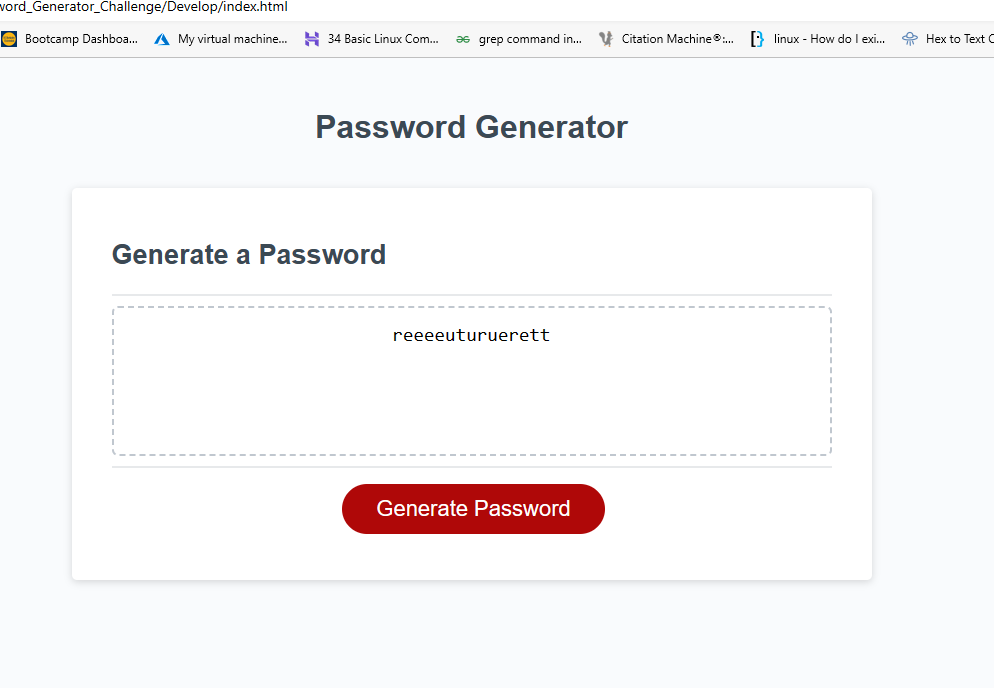 word_Generator_Challenge/Develop/index.html
Bootcamp Dashboa... My virtual machine... 34 Basic Linux Com... grep command in... Citation Machine®:... linux - How do I exi... Hex to Text C
Password Generator
Generate a Password
reeeeuturuerett
Generate Password